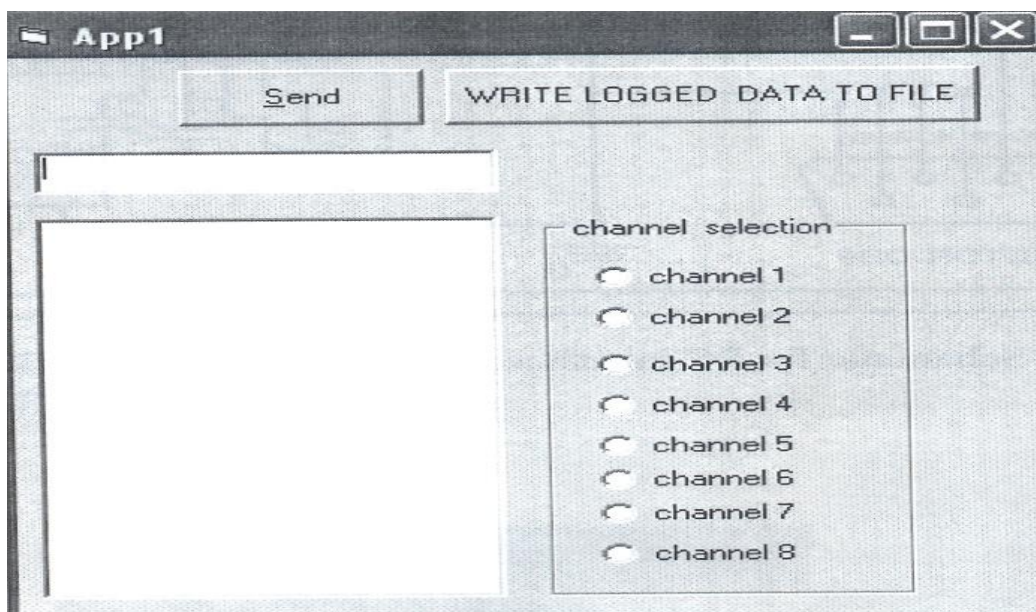 App1
Send
WRITE LOGGED DATA TO FILE
channel selection
channel 1
channel 2
channel 3
channel 4
channel 5
channel 6
channel 7
channel 8